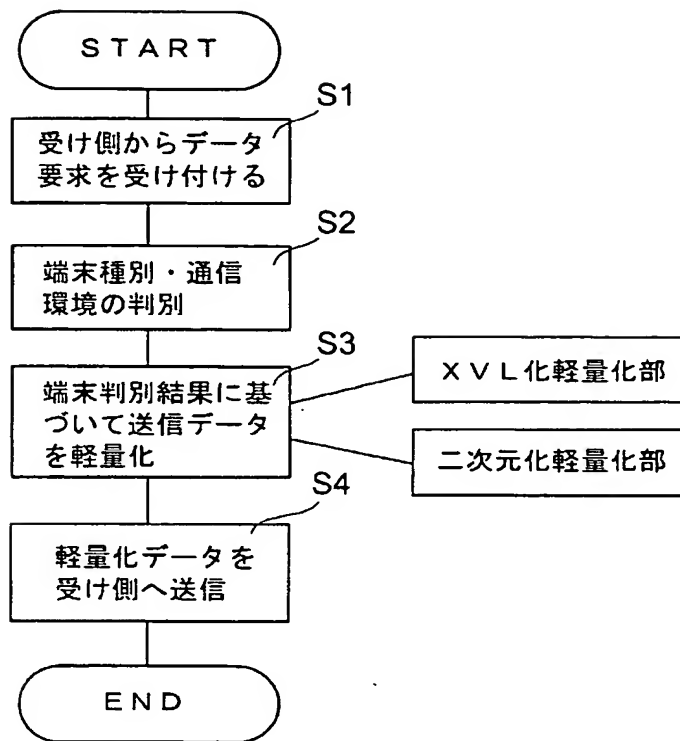 START
S1
受け側からデータ
要求を受け付ける
S2
端末種別・通信
環境の判別
S3
端末判別結果に基
づいて送信データ
を軽量化
XVL化軽量化部
二次元化軽量化部
S4
軽量化データを
受け側へ送信
END